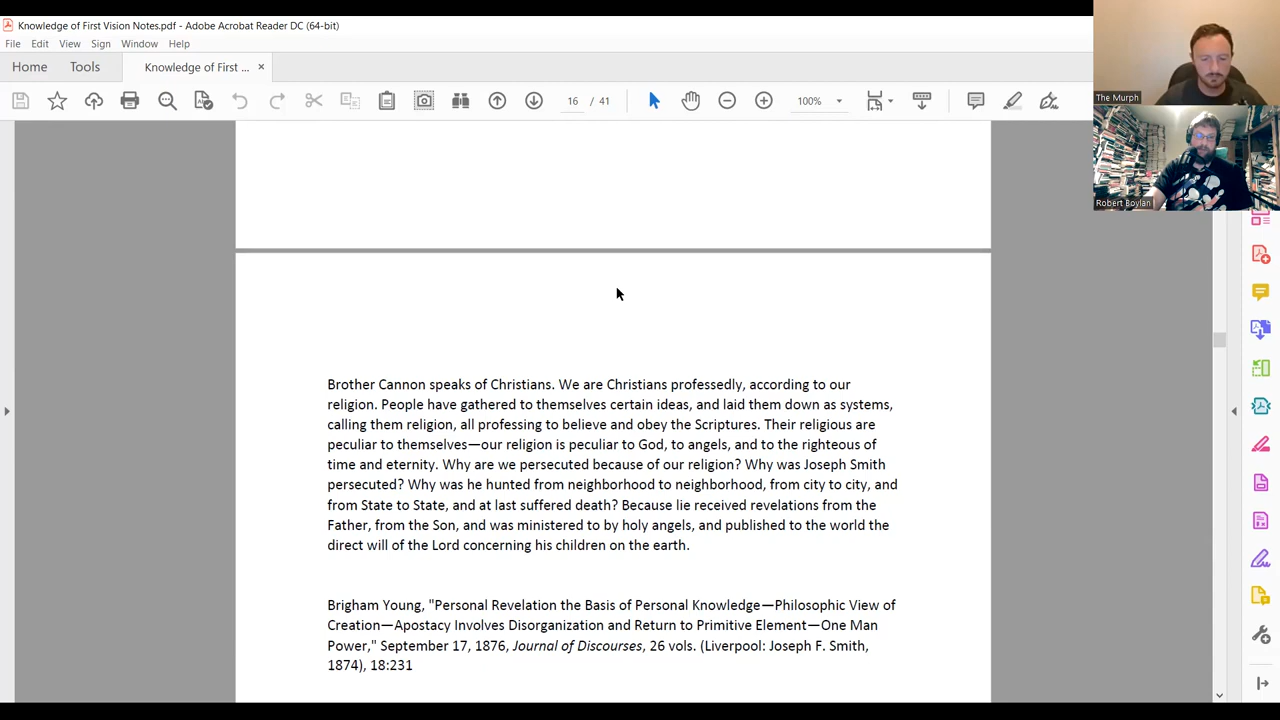 Knowledge of First Vision Notes.pdf - Adobe Acrobat Reader DC (64-bit)
File Edit View Sign Window Help
Home Tools Knowledge of First ... ×
16 / 41 100%
The Murph
Robert Boylan
Brother Cannon speaks of Christians. We are Christians professedly, according to our
religion. People have gathered to themselves certain ideas, and laid them down as systems,
calling them religion, all professing to believe and obey the Scriptures. Their religious are
peculiar to themselves—our religion is peculiar to God, to angels, and to the righteous of
time and eternity. Why are we persecuted because of our religion? Why was Joseph Smith
persecuted? Why was he hunted from neighborhood to neighborhood, from city to city, and
from State to State, and at last suffered death? Because lie received revelations from the
Father, from the Son, and was ministered to by holy angels, and published to the world the
direct will of the Lord concerning his children on the earth.
Brigham Young, "Personal Revelation the Basis of Personal Knowledge—Philosophic View of
Creation—Apostacy Involves Disorganization and Return to Primitive Element—One Man
Power," September 17, 1876, Journal of Discourses, 26 vols. (Liverpool: Joseph F. Smith,
1874), 18:231